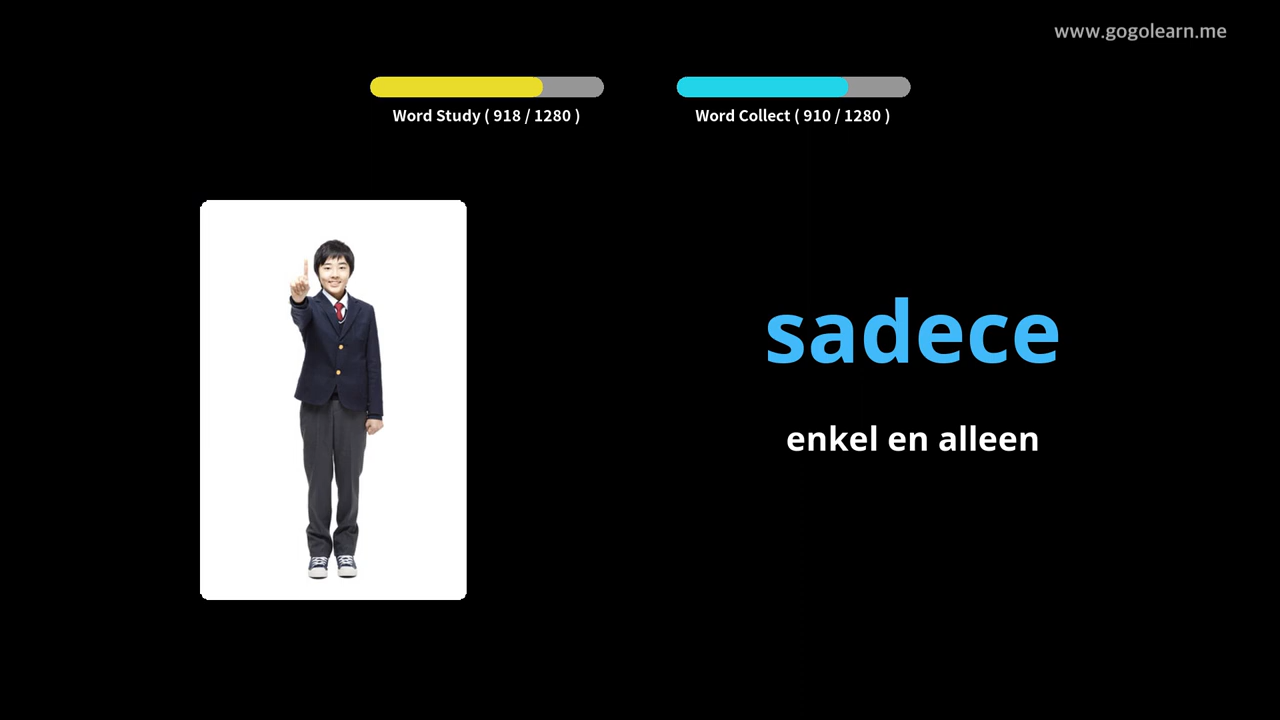 www.gogolearn.me
Word Study ( 918 / 1280 )
Word Collect ( 910 / 1280 )
sadece
enkel en alleen